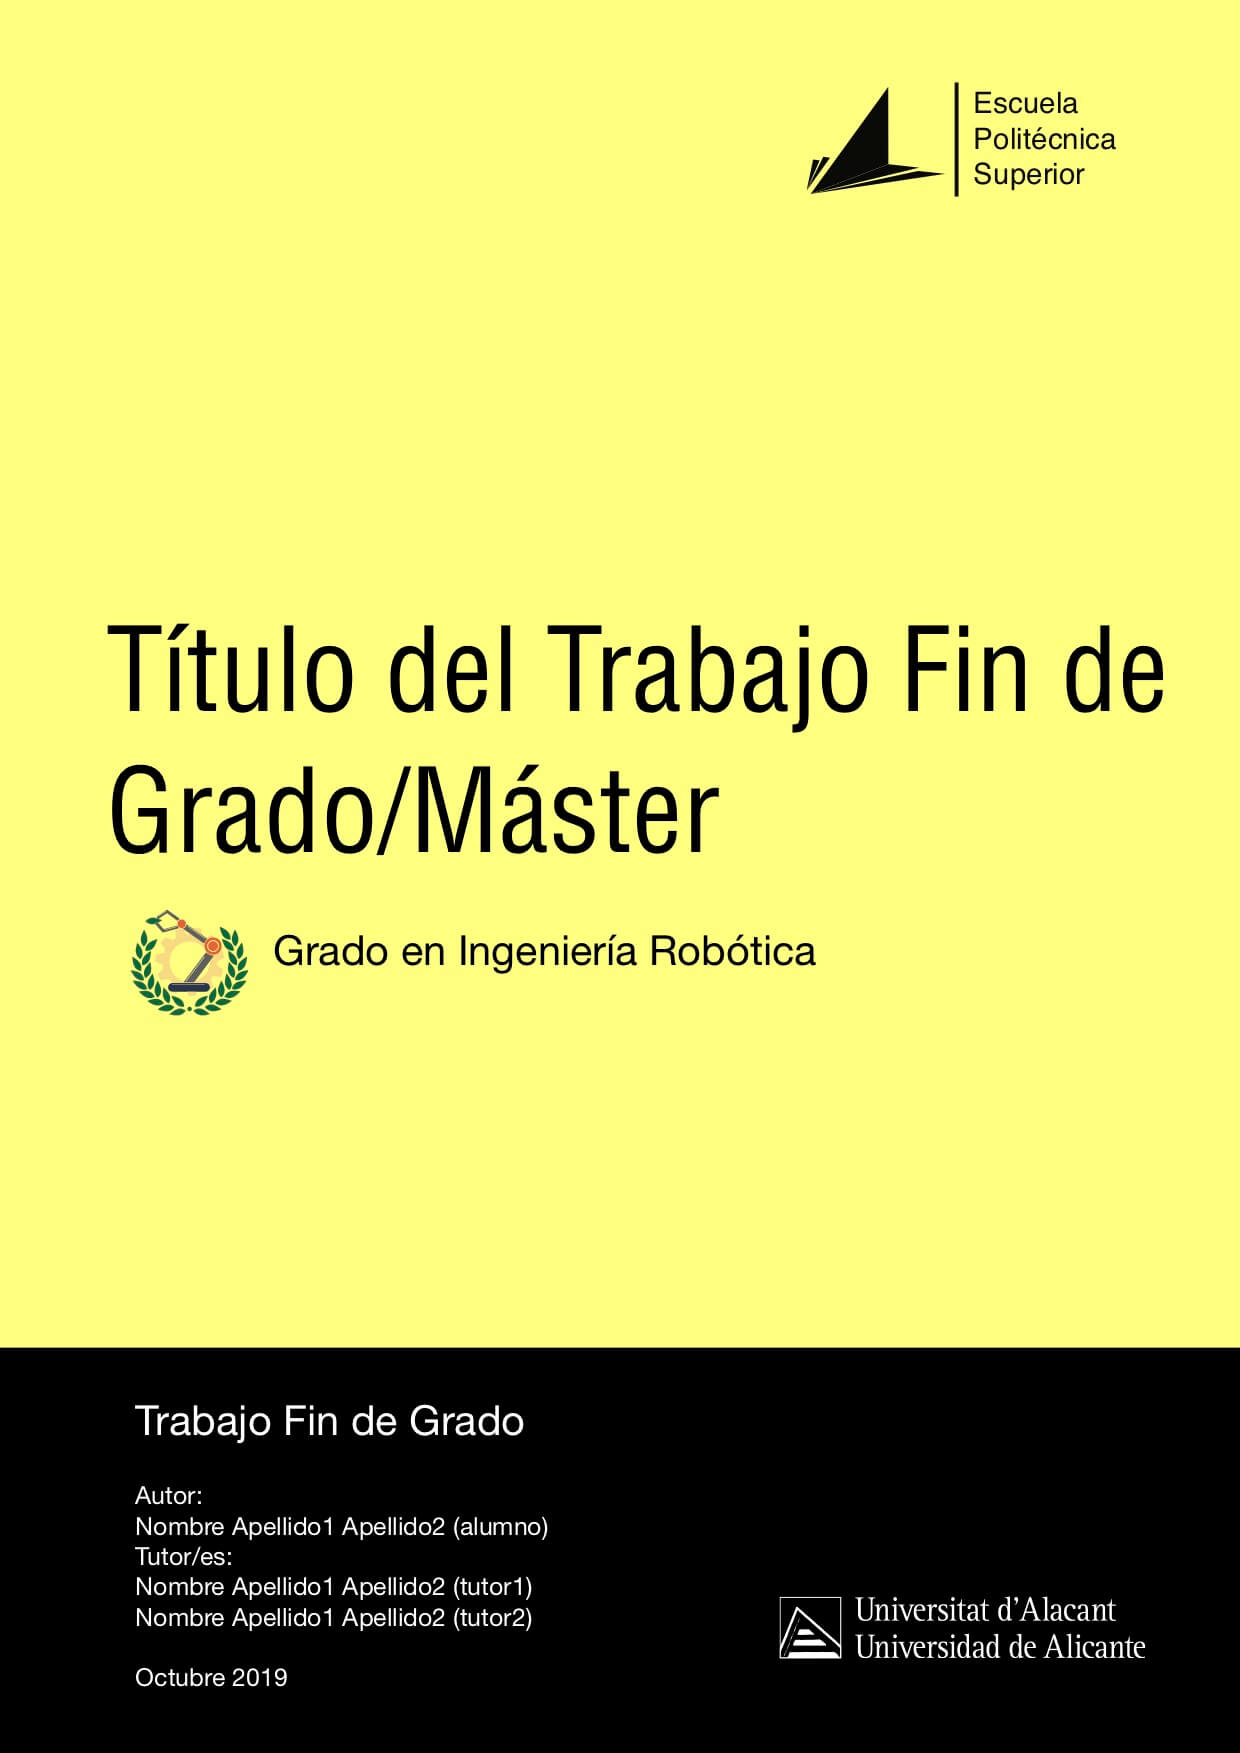 Escuela
Politécnica
Superior
Título del Trabajo Fin de
Grado/Máster
Grado en Ingeniería Robótica
Trabajo Fin de Grado
Autor:
Nombre Apellido1 Apellido2 (alumno)
Tutor/es:
Nombre Apellido1 Apellido2 (tutor1)
Nombre Apellido1 Apellido2 (tutor2)
Octubre 2019
Universitat d’Alacant
Universidad de Alicante